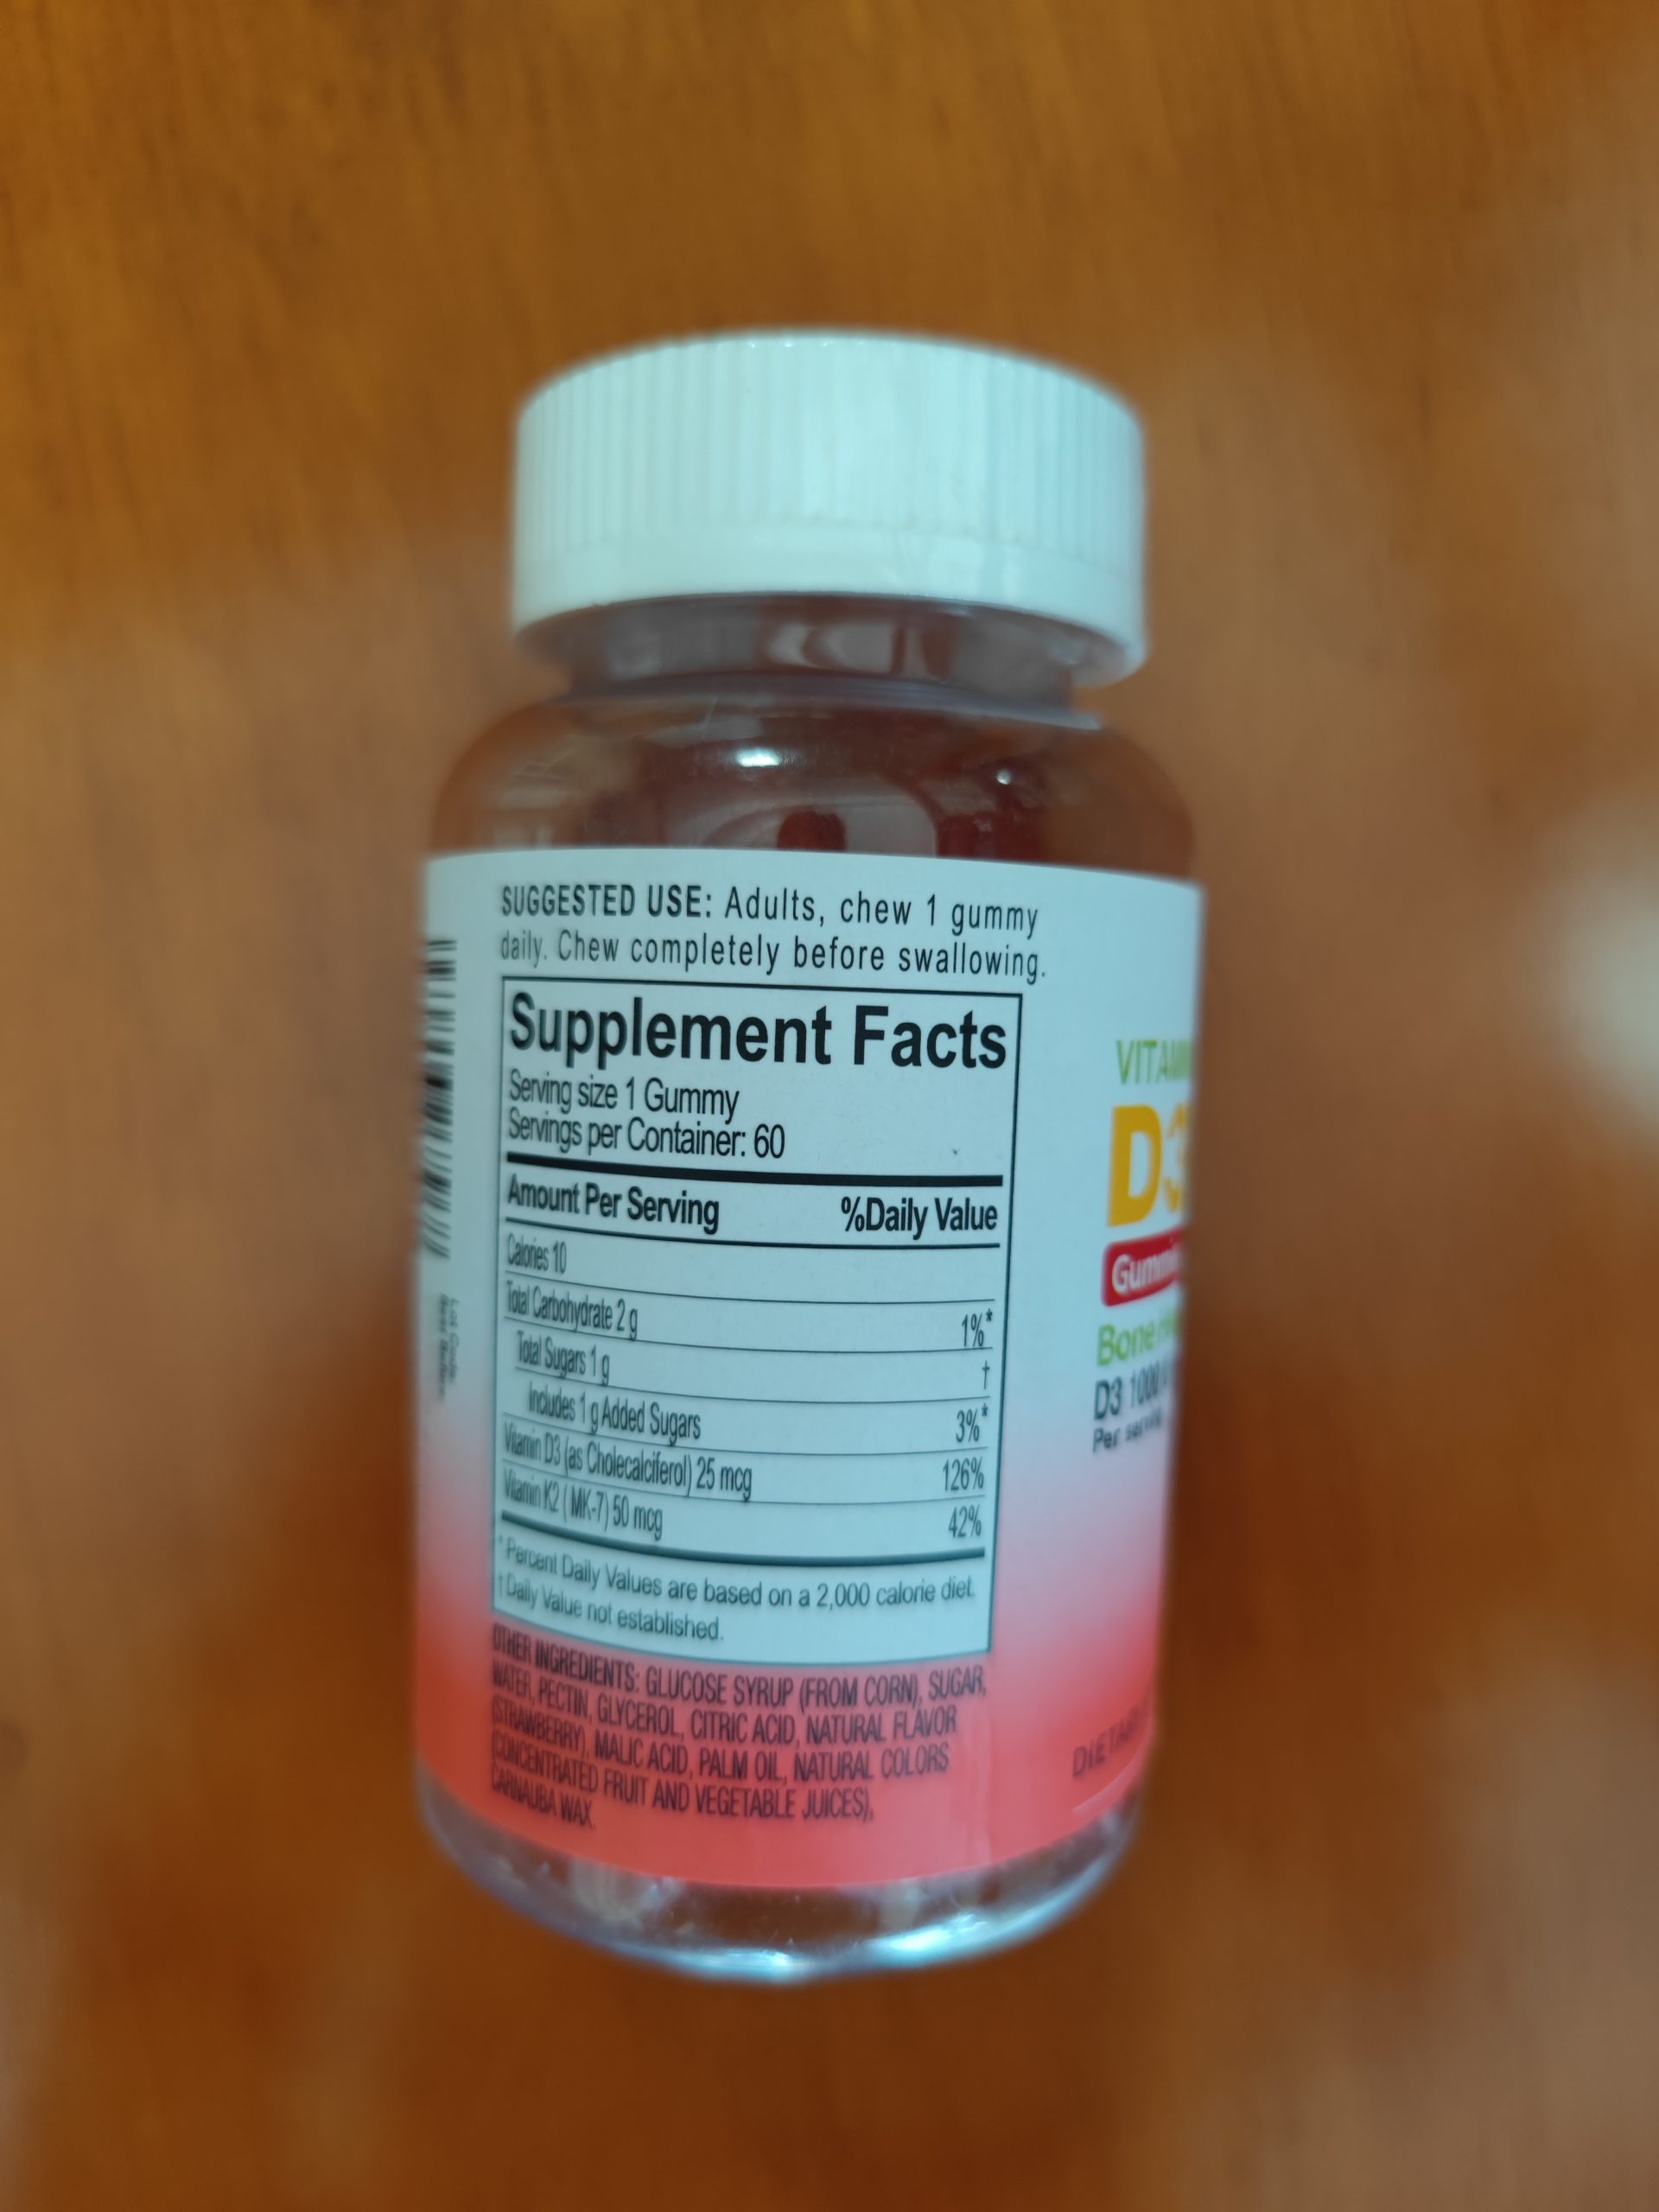 SUGGESTED USE: Adults, chew 1 gummy
daily. Chew completely before swallowing.
Supplement Facts
Serving size 1 Gummy
Servings per Container: 60
Amount Per Serving %Daily Value
Calories 10
Total Carbohydrate 2 g 1%*
Total Sugars 1 g †
Includes 1 g Added Sugars 3%*
Vitamin D3 (as Cholecalciferol) 25 mcg 126%
Vitamin K2 ( MK-7) 50 mcg 42%
* Percent Daily Values are based on a 2,000 calorie diet.
† Daily Value not established.
OTHER INGREDIENTS: GLUCOSE SYRUP (FROM CORN), SUGAR,
WATER, PECTIN, GLYCEROL, CITRIC ACID, NATURAL FLAVOR
(STRAWBERRY), MALIC ACID, PALM OIL, NATURAL COLORS
(CONCENTRATED FRUIT AND VEGETABLE JUICES),
CARNAUBA WAX.
D3
Bone
D3 1000
Per
Lot Code: